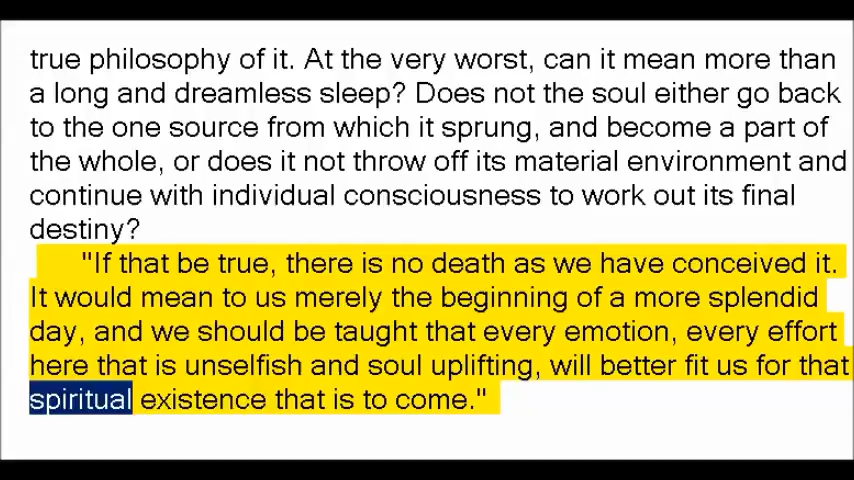 true philosophy of it. At the very worst, can it mean more than
a long and dreamless sleep? Does not the soul either go back
to the one source from which it sprung, and become a part of
the whole, or does it not throw off its material environment and
continue with individual consciousness to work out its final
destiny?
"If that be true, there is no death as we have conceived it.
It would mean to us merely the beginning of a more splendid
day, and we should be taught that every emotion, every effort
here that is unselfish and soul uplifting, will better fit us for that
spiritual existence that is to come."